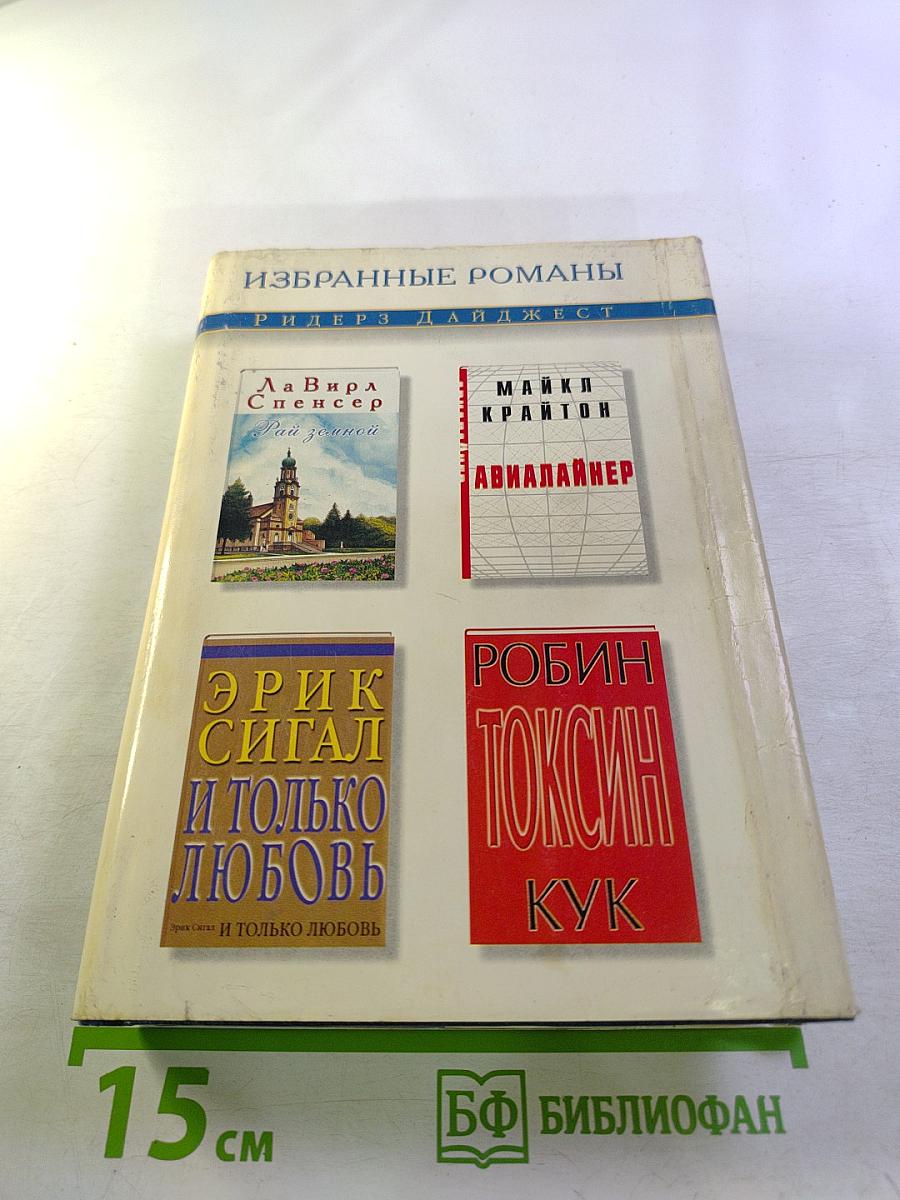 ИЗБРАННЫЕ РОМАНЫ
РИДЕРЗ ДАЙДЖЕСТ
ЛаВирл
Спенсер
Рай земной
МАЙКЛ
КРАЙТОН
АВИАЛАЙНЕР
ЭРИК
СИГАЛ
И ТОЛЬКО
ЛЮБОВЬ
Эрик Сигал И ТОЛЬКО ЛЮБОВЬ
РОБИН
ТОКСИН
КУК
15 см
БФ БИБЛИОФАН